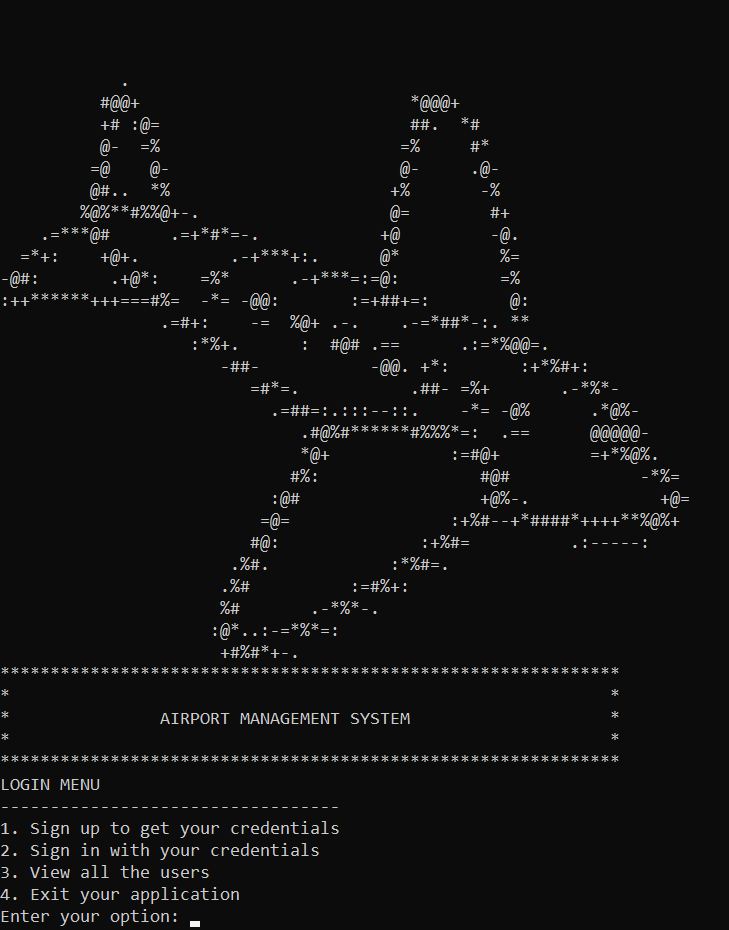 AIRPORT MANAGEMENT SYSTEM
LOGIN MENU
----------------------------------
1. Sign up to get your credentials
2. Sign in with your credentials
3. View all the users
4. Exit your application
Enter your option: